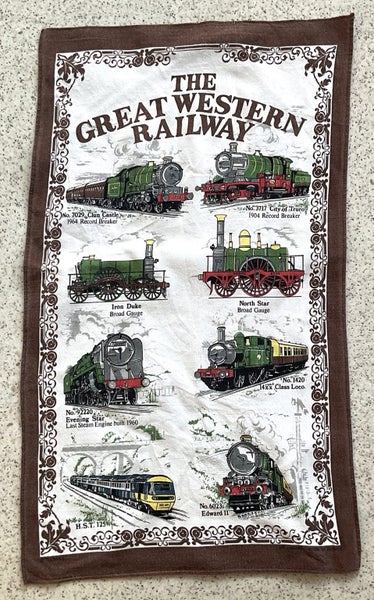 THE
GREAT WESTERN
RAILWAY
No. 7029 Clun Castle
1964 Record Breaker
No. 3717 City of Truro
1904 Record Breaker
Iron Duke
Broad Gauge
North Star
Broad Gauge
No. 92220
Evening Star
Last Steam Engine built 1960
No. 1420
14xx Class Loco.
H.S.T. 125
No. 6023
Edward II